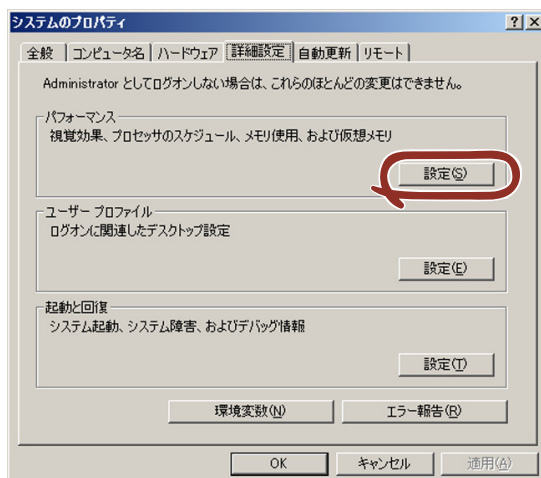 システムのプロパティ
全般 コンピュータ名 ハードウェア 詳細設定 自動更新 リモート
Administrator としてログオンしない場合は、これらのほとんどの変更はできません。
パフォーマンス
視覚効果、プロセッサのスケジュール、メモリ使用、および仮想メモリ
設定(S)
ユーザー プロファイル
ログオンに関連したデスクトップ設定
設定(E)
起動と回復
システム起動、システム障害、およびデバッグ情報
設定(T)
環境変数(N) エラー報告(R)
OK キャンセル 適用(A)